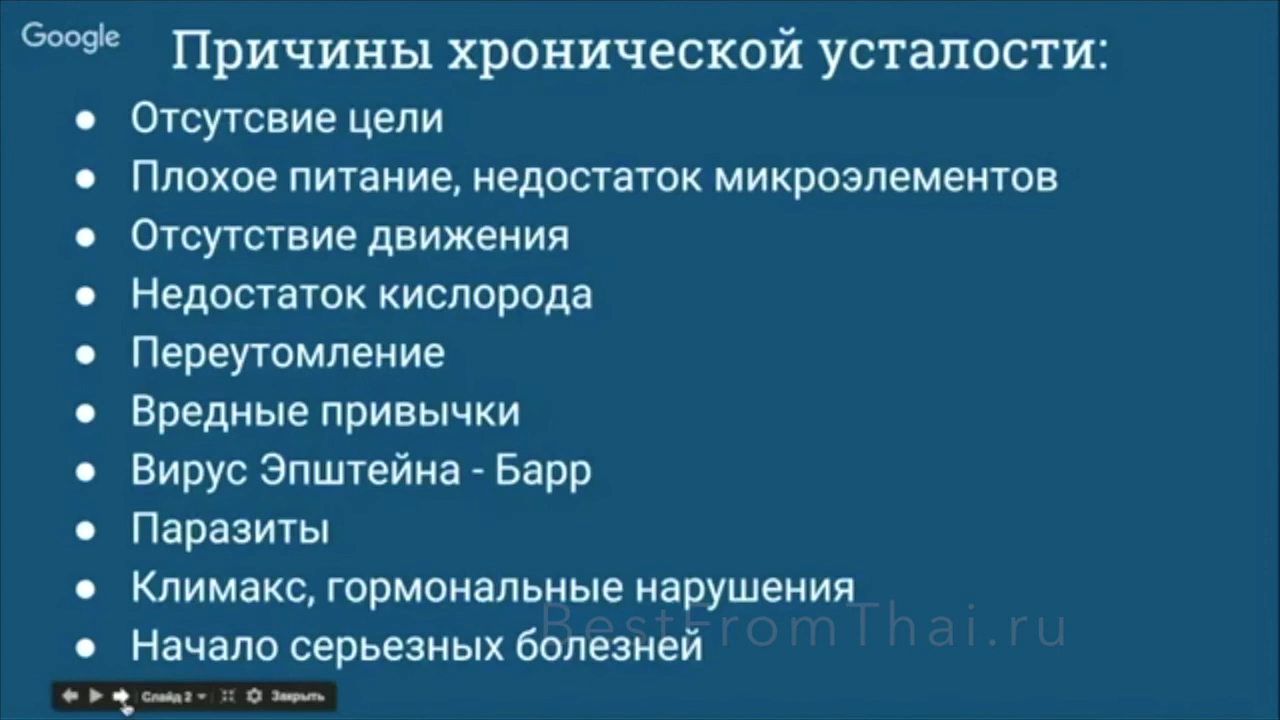 Google
Причины хронической усталости:
● Отсутсвие цели
● Плохое питание, недостаток микроэлементов
● Отсутствие движения
● Недостаток кислорода
● Переутомление
● Вредные привычки
● Вирус Эпштейна - Барр
● Паразиты
● Климакс, гормональные нарушения
BestFromThai.ru
● Начало серьезных болезней
Слайд 2 Закрыть